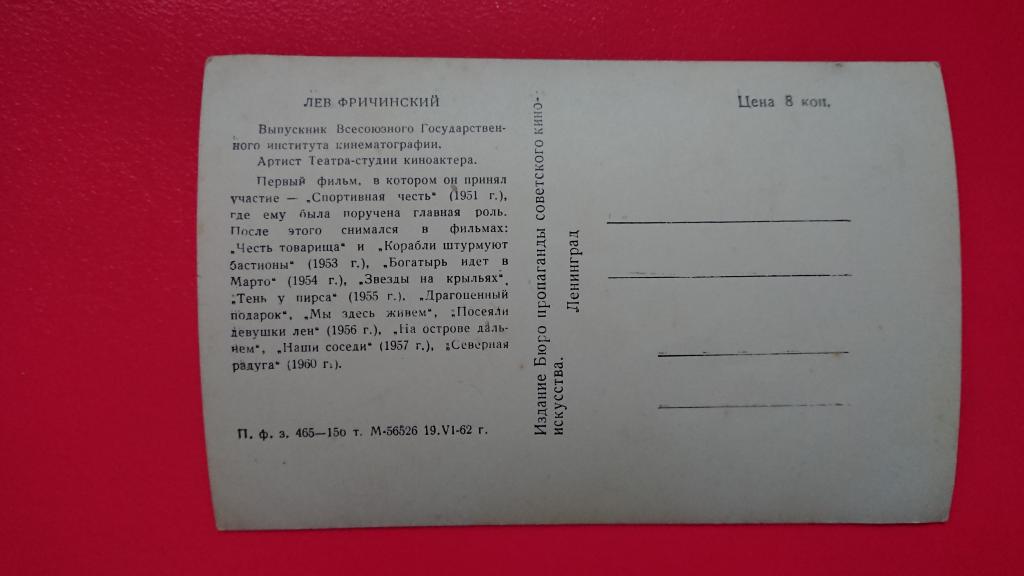 ЛЕВ ФРИЧИНСКИЙ
Выпускник Всесоюзного Государствен-
ного института кинематографии.
Артист Театра-студии киноактера.
Первый фильм, в котором он принял
участие — „Спортивная честь“ (1951 г.),
где ему была поручена главная роль.
После этого снимался в фильмах:
„Честь товарища“ и „Корабли штурмуют
бастионы“ (1953 г.), „Богатырь идет в
Марто“ (1954 г.), „Звезды на крыльях“,
„Тень у пирса“ (1955 г.). „Драгоценный
подарок“, „Мы здесь живем“, „Посеяли
девушки лен“ (1956 г.), „На острове даль-
нем“, „Наши соседи“ (1957 г.), „Северная
радуга“ (1960 г.).
П. ф. з. 465—150 т. М-56526 19.VI-62 г.
Издание Бюро пропаганды советского кино-
искусства.
Ленинград
Цена 8 коп.